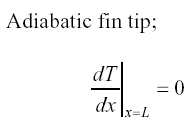 Adiabatic fin tip;
dT/dx|x=L = 0